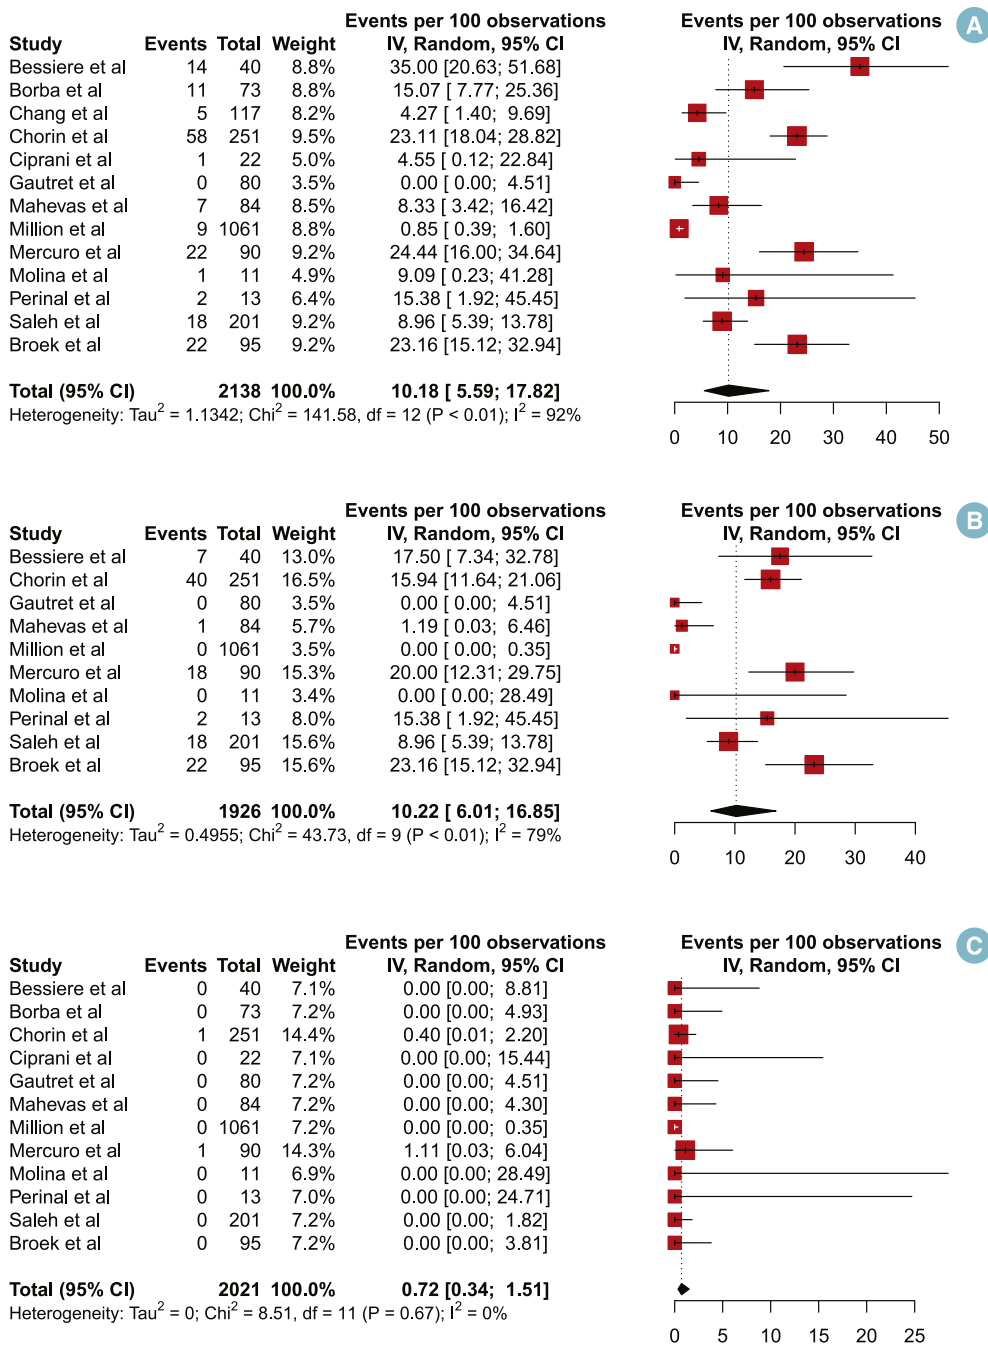 Events per 100 observations Events per 100 observations A
Study Events Total Weight IV, Random, 95% CI IV, Random, 95% CI
Bessiere et al 14 40 8.8% 35.00 [20.63; 51.68]
Borba et al 11 73 8.8% 15.07 [ 7.77; 25.36]
Chang et al 5 117 8.2% 4.27 [ 1.40; 9.69]
Chorin et al 58 251 9.5% 23.11 [18.04; 28.82]
Ciprani et al 1 22 5.0% 4.55 [ 0.12; 22.84]
Gautret et al 0 80 3.5% 0.00 [ 0.00; 4.51]
Mahevas et al 7 84 8.5% 8.33 [ 3.42; 16.42]
Million et al 9 1061 8.8% 0.85 [ 0.39; 1.60]
Mercuro et al 22 90 9.2% 24.44 [16.00; 34.64]
Molina et al 1 11 4.9% 9.09 [ 0.23; 41.28]
Perinal et al 2 13 6.4% 15.38 [ 1.92; 45.45]
Saleh et al 18 201 9.2% 8.96 [ 5.39; 13.78]
Broek et al 22 95 9.2% 23.16 [15.12; 32.94]
Total (95% CI) 2138 100.0% 10.18 [ 5.59; 17.82]
Heterogeneity: Tau² = 1.1342; Chi² = 141.58, df = 12 (P < 0.01); I² = 92%
0 10 20 30 40 50
Events per 100 observations Events per 100 observations B
Study Events Total Weight IV, Random, 95% CI IV, Random, 95% CI
Bessiere et al 7 40 13.0% 17.50 [ 7.34; 32.78]
Chorin et al 40 251 16.5% 15.94 [11.64; 21.06]
Gautret et al 0 80 3.5% 0.00 [ 0.00; 4.51]
Mahevas et al 1 84 5.7% 1.19 [ 0.03; 6.46]
Million et al 0 1061 3.5% 0.00 [ 0.00; 0.35]
Mercuro et al 18 90 15.3% 20.00 [12.31; 29.75]
Molina et al 0 11 3.4% 0.00 [ 0.00; 28.49]
Perinal et al 2 13 8.0% 15.38 [ 1.92; 45.45]
Saleh et al 18 201 15.6% 8.96 [ 5.39; 13.78]
Broek et al 22 95 15.6% 23.16 [15.12; 32.94]
Total (95% CI) 1926 100.0% 10.22 [ 6.01; 16.85]
Heterogeneity: Tau² = 0.4955; Chi² = 43.73, df = 9 (P < 0.01); I² = 79%
0 10 20 30 40
Events per 100 observations Events per 100 observations C
Study Events Total Weight IV, Random, 95% CI IV, Random, 95% CI
Bessiere et al 0 40 7.1% 0.00 [0.00; 8.81]
Borba et al 0 73 7.2% 0.00 [0.00; 4.93]
Chorin et al 1 251 14.4% 0.40 [0.01; 2.20]
Ciprani et al 0 22 7.1% 0.00 [0.00; 15.44]
Gautret et al 0 80 7.2% 0.00 [0.00; 4.51]
Mahevas et al 0 84 7.2% 0.00 [0.00; 4.30]
Million et al 0 1061 7.2% 0.00 [0.00; 0.35]
Mercuro et al 1 90 14.3% 1.11 [0.03; 6.04]
Molina et al 0 11 6.9% 0.00 [0.00; 28.49]
Perinal et al 0 13 7.0% 0.00 [0.00; 24.71]
Saleh et al 0 201 7.2% 0.00 [0.00; 1.82]
Broek et al 0 95 7.2% 0.00 [0.00; 3.81]
Total (95% CI) 2021 100.0% 0.72 [0.34; 1.51]
Heterogeneity: Tau² = 0; Chi² = 8.51, df = 11 (P = 0.67); I² = 0%
0 5 10 15 20 25